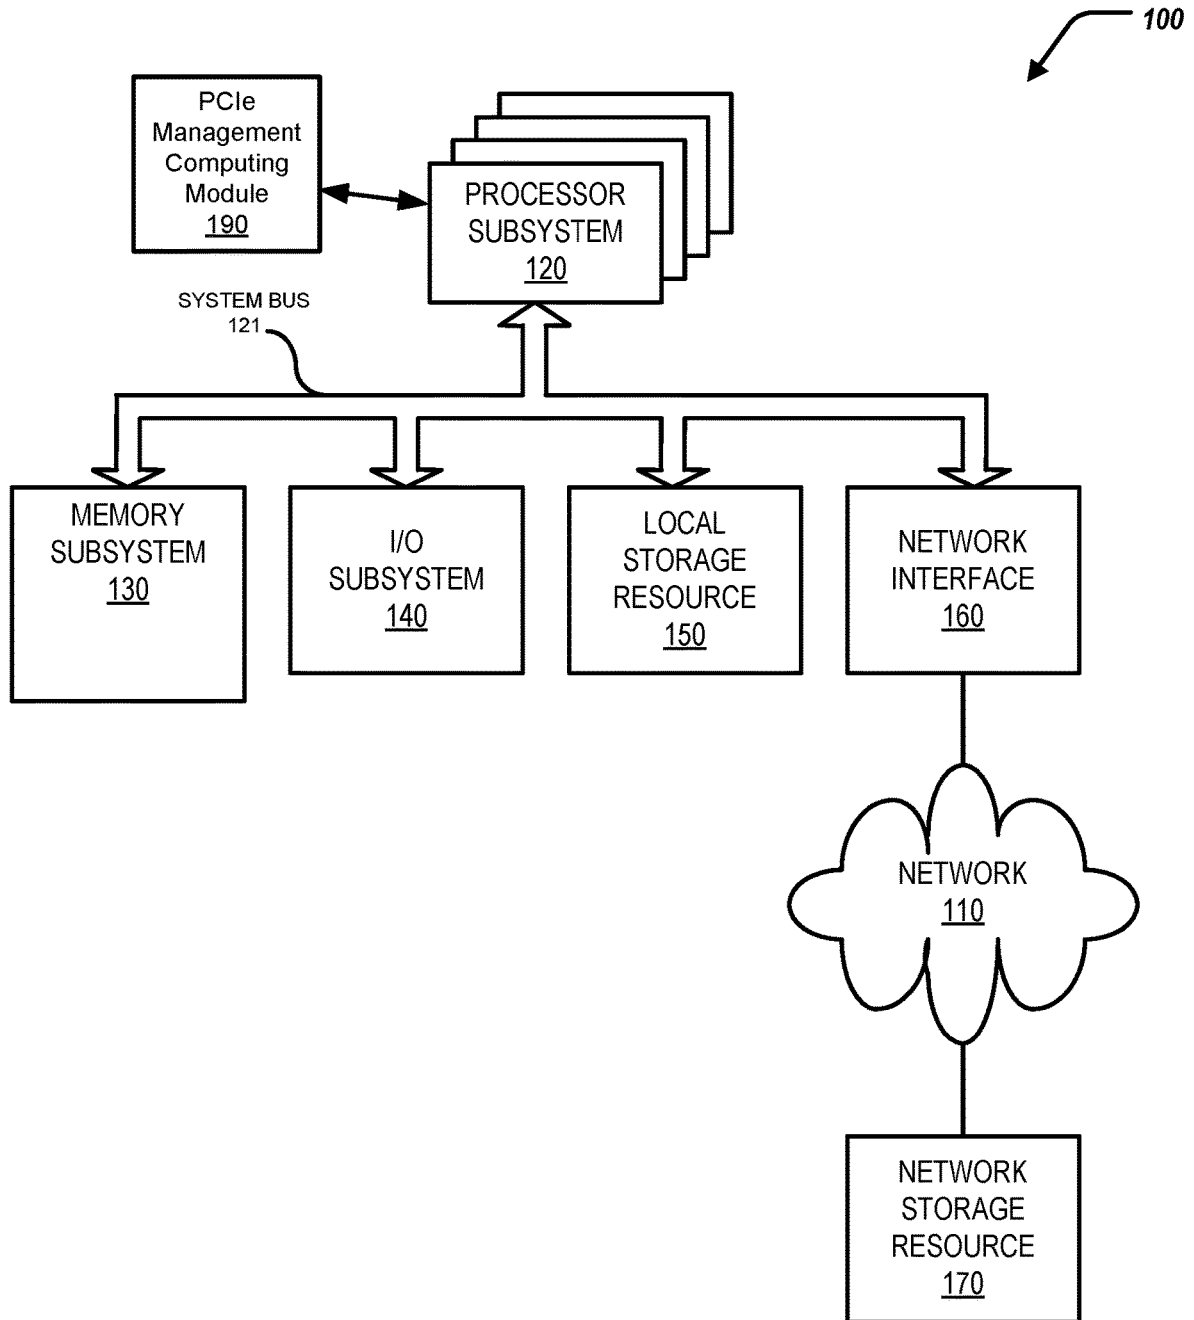 100
PCIe
Management
Computing
Module
190
PROCESSOR
SUBSYSTEM
120
SYSTEM BUS
121
MEMORY
SUBSYSTEM
130
I/O
SUBSYSTEM
140
LOCAL
STORAGE
RESOURCE
150
NETWORK
INTERFACE
160
NETWORK
110
NETWORK
STORAGE
RESOURCE
170